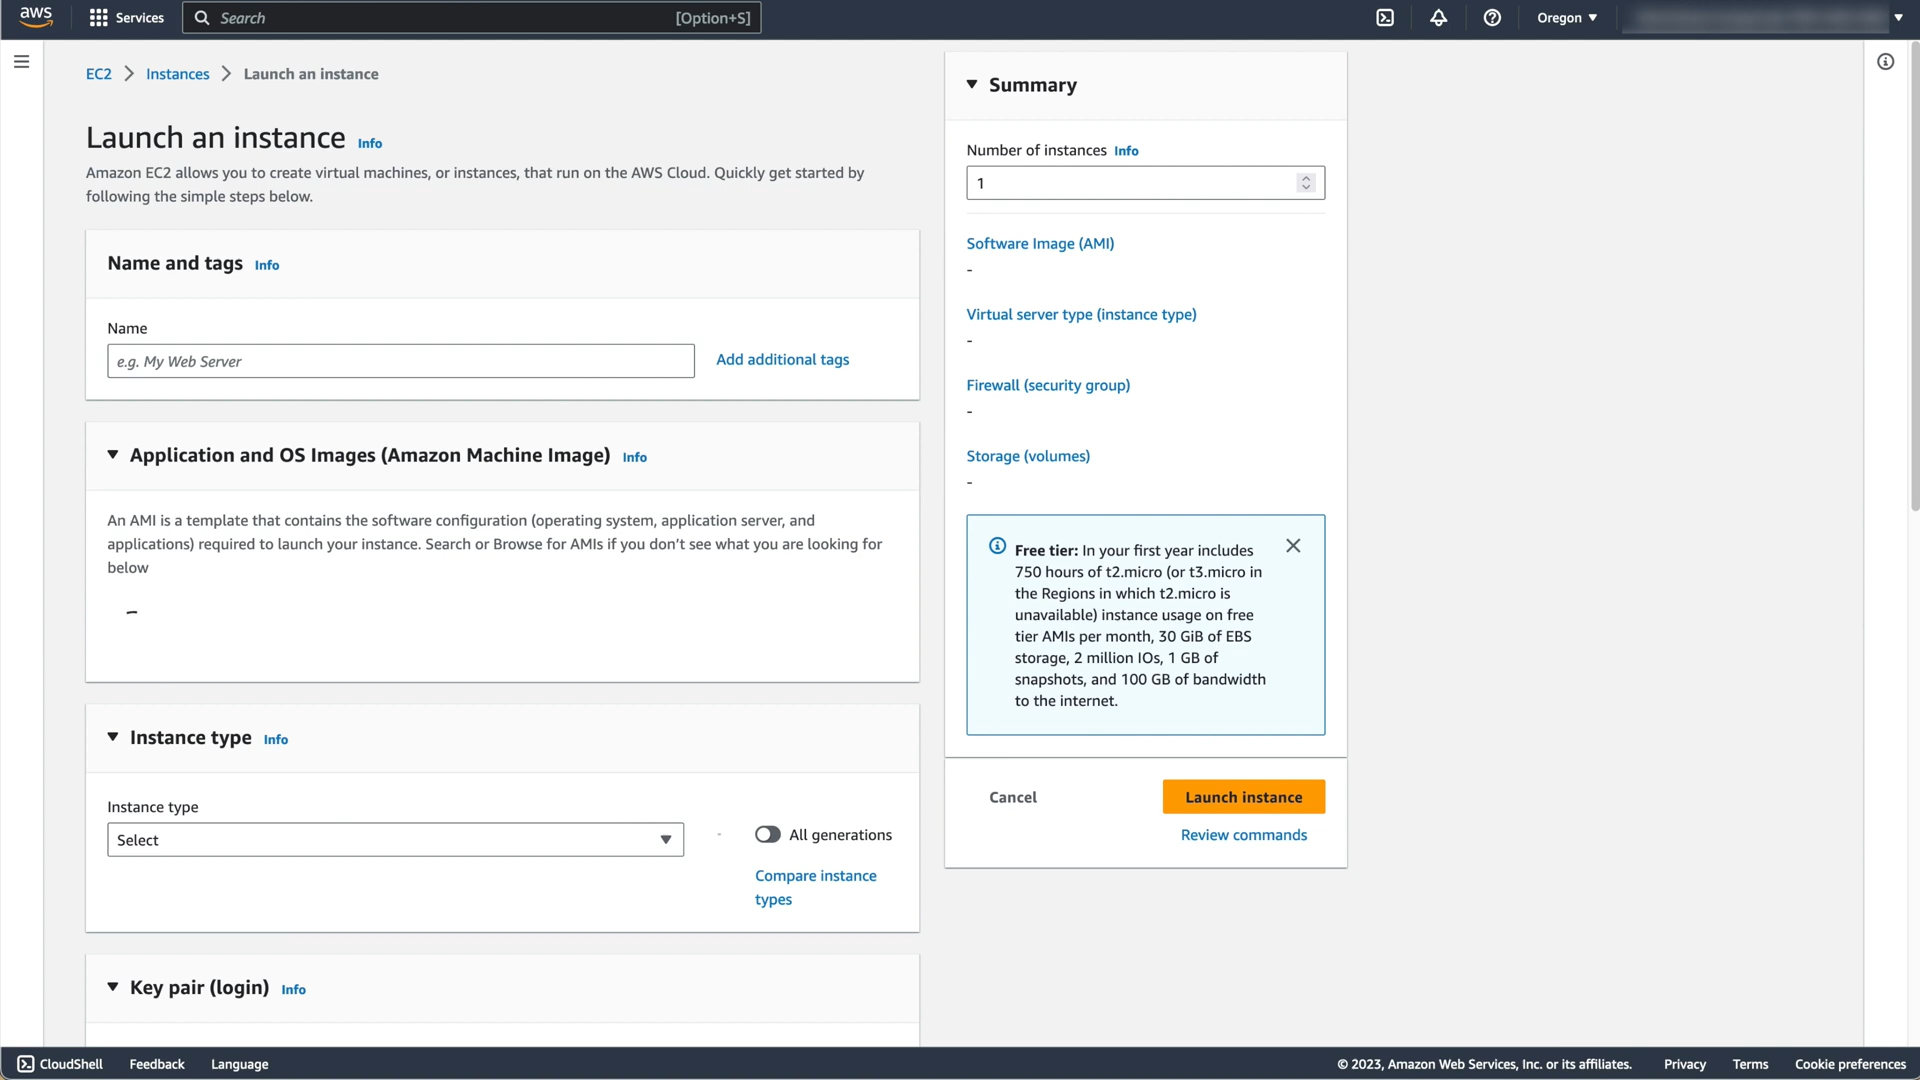 aws
Services
Search
[Option+S]
Oregon
EC2
Instances
Launch an instance
Launch an instance Info
Amazon EC2 allows you to create virtual machines, or instances, that run on the AWS Cloud. Quickly get started by
following the simple steps below.
Name and tags Info
Name
e.g. My Web Server
Add additional tags
Application and OS Images (Amazon Machine Image) Info
An AMI is a template that contains the software configuration (operating system, application server, and
applications) required to launch your instance. Search or Browse for AMIs if you don’t see what you are looking for
below
Instance type Info
Instance type
Select
-
All generations
Compare instance
types
Key pair (login) Info
Summary
Number of instances Info
1
Software Image (AMI)
-
Virtual server type (instance type)
-
Firewall (security group)
-
Storage (volumes)
-
Free tier: In your first year includes
750 hours of t2.micro (or t3.micro in
the Regions in which t2.micro is
unavailable) instance usage on free
tier AMIs per month, 30 GiB of EBS
storage, 2 million IOs, 1 GB of
snapshots, and 100 GB of bandwidth
to the internet.
Cancel
Launch instance
Review commands
CloudShell
Feedback
Language
© 2023, Amazon Web Services, Inc. or its affiliates.
Privacy
Terms
Cookie preferences